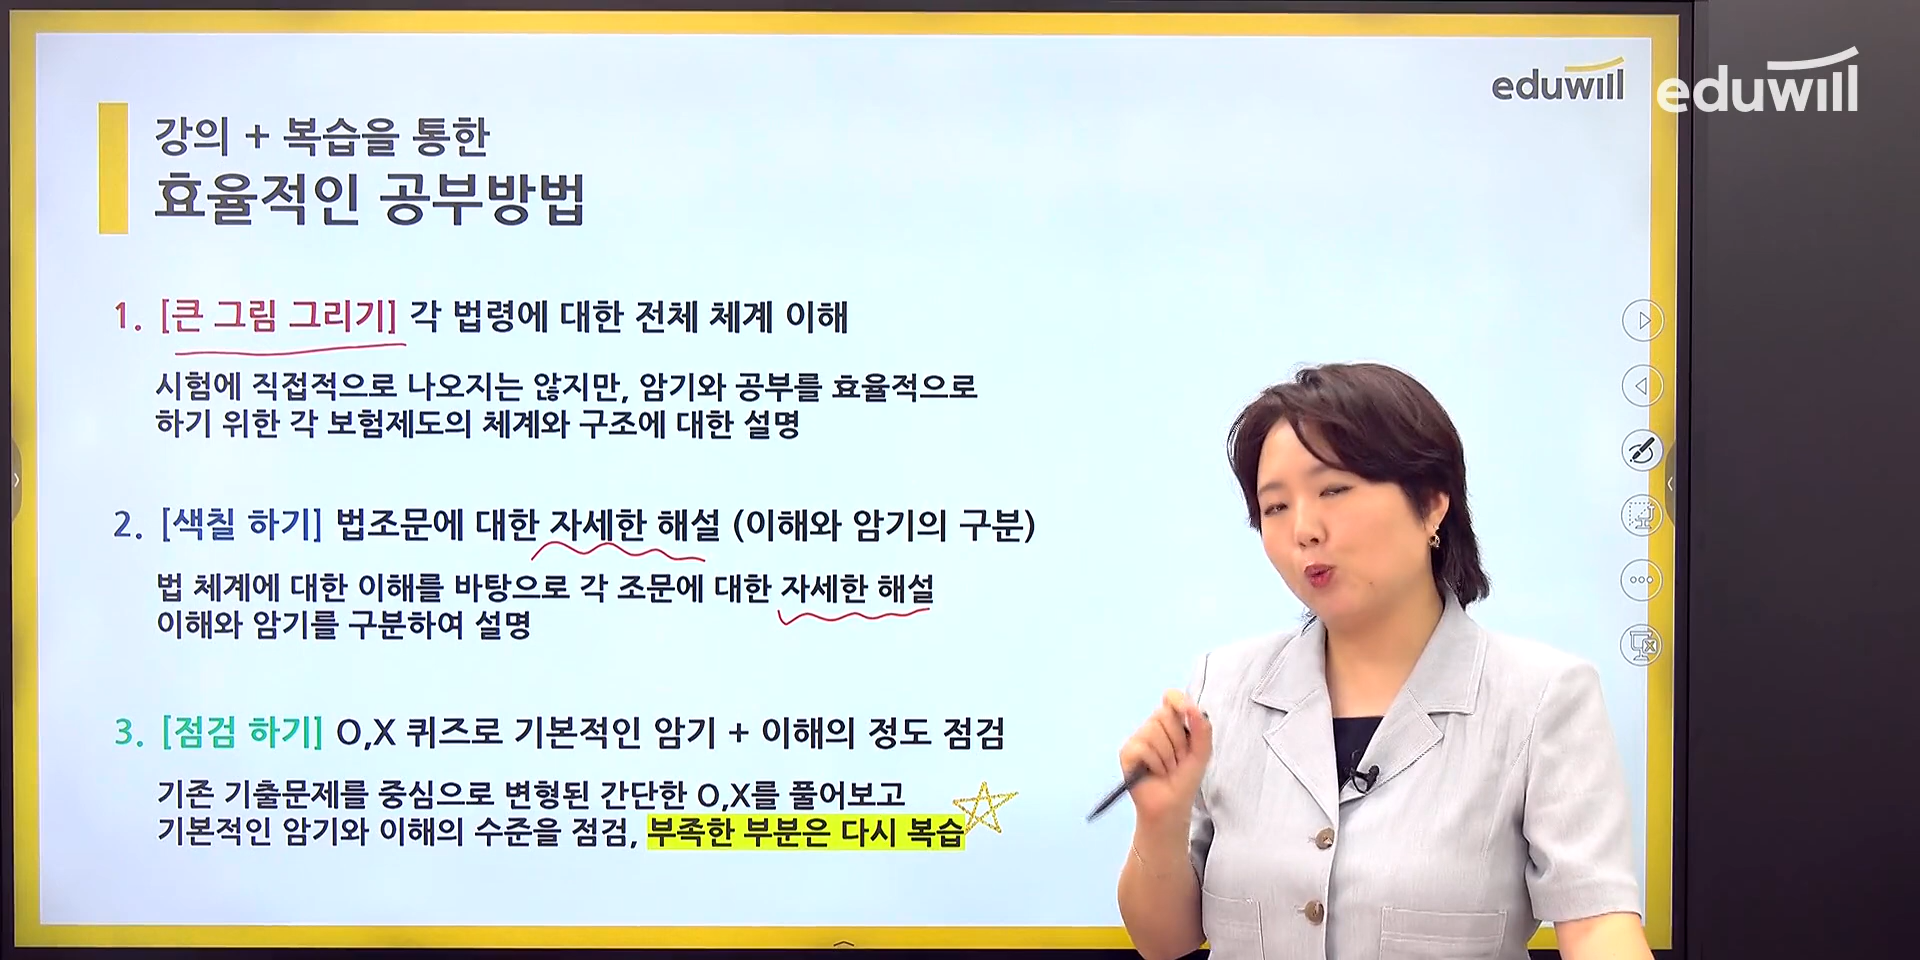 eduwill
eduwill
강의 + 복습을 통한
효율적인 공부방법
1. [큰 그림 그리기] 각 법령에 대한 전체 체계 이해
시험에 직접적으로 나오지는 않지만, 암기와 공부를 효율적으로
하기 위한 각 보험제도의 체계와 구조에 대한 설명
2. [색칠 하기] 법조문에 대한 자세한 해설 (이해와 암기의 구분)
법 체계에 대한 이해를 바탕으로 각 조문에 대한 자세한 해설
이해와 암기를 구분하여 설명
3. [점검 하기] O,X 퀴즈로 기본적인 암기 + 이해의 정도 점검
기존 기출문제를 중심으로 변형된 간단한 O,X를 풀어보고
기본적인 암기와 이해의 수준을 점검, 부족한 부분은 다시 복습